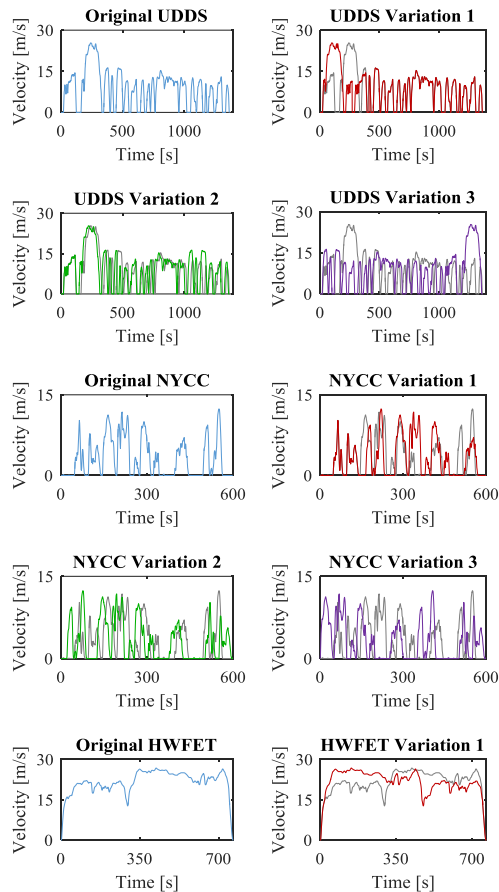 Original UDDS
Velocity [m/s]
30
15
0
0 500 1000
Time [s]
UDDS Variation 1
Velocity [m/s]
30
15
0
0 500 1000
Time [s]
UDDS Variation 2
Velocity [m/s]
30
15
0
0 500 1000
Time [s]
UDDS Variation 3
Velocity [m/s]
30
15
0
0 500 1000
Time [s]
Original NYCC
Velocity [m/s]
15
0
0 300 600
Time [s]
NYCC Variation 1
Velocity [m/s]
15
0
0 300 600
Time [s]
NYCC Variation 2
Velocity [m/s]
15
0
0 300 600
Time [s]
NYCC Variation 3
Velocity [m/s]
15
0
0 300 600
Time [s]
Original HWFET
Velocity [m/s]
30
15
0
0 350 700
Time [s]
HWFET Variation 1
Velocity [m/s]
30
15
0
0 350 700
Time [s]